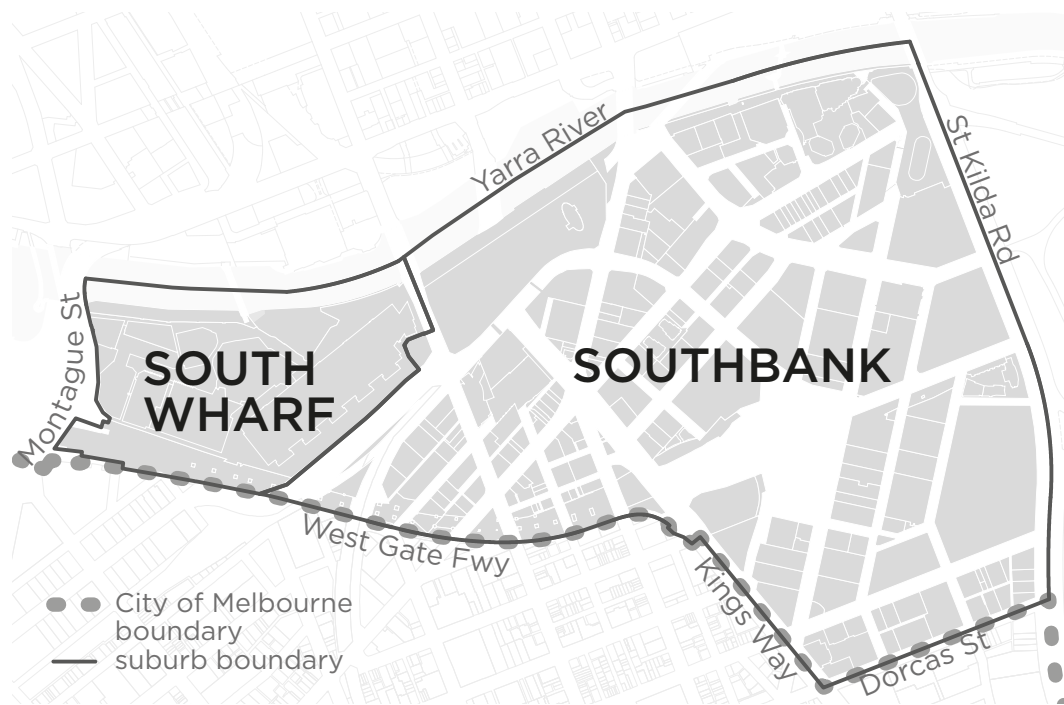 Yarra River
St Kilda Rd
Montague St
SOUTH
WHARF
SOUTHBANK
West Gate Fwy
Kings Way
Dorcas St
City of Melbourne
boundary
suburb boundary